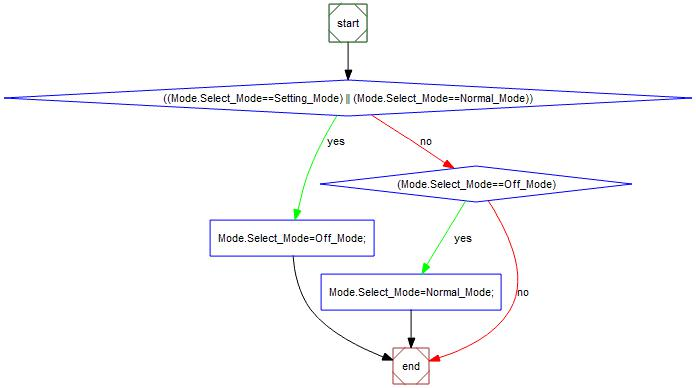 start
((Mode.Select_Mode==Setting_Mode) || (Mode.Select_Mode==Normal_Mode))
yes
no
(Mode.Select_Mode==Off_Mode)
Mode.Select_Mode=Off_Mode;
yes
Mode.Select_Mode=Normal_Mode;
no
end